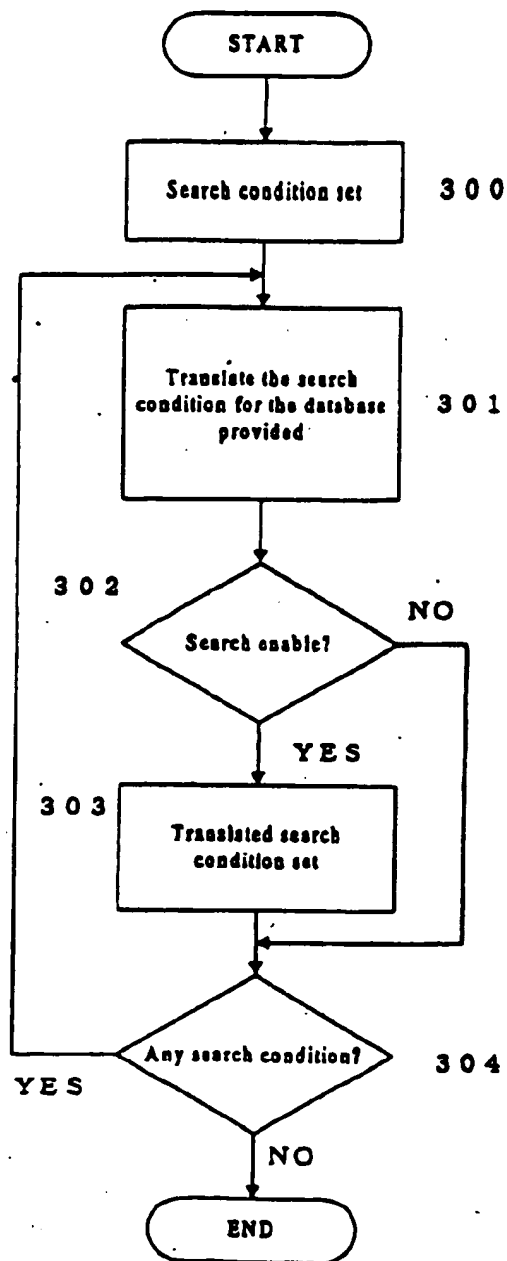 START
Search condition set
300
Translate the search
condition for the database
provided
301
302
Search enable?
NO
YES
303
Translated search
condition set
Any search condition?
304
YES
NO
END